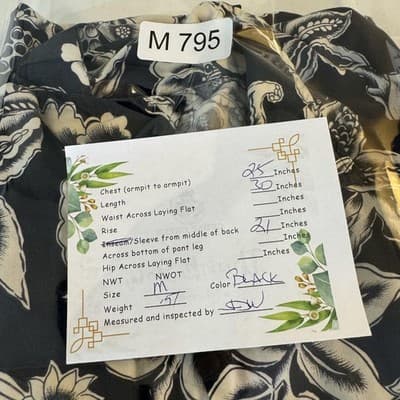 M 795
Chest (armpit to armpit) 25 Inches
Length 30 Inches
Waist Across Laying Flat Inches
Rise Inches
Inseam/Sleeve from middle of back 21 Inches
Across bottom of pant leg Inches
Hip Across Laying Flat
NWT NWOT
Size M Color BLACK
Weight .51
Measured and inspected by DW